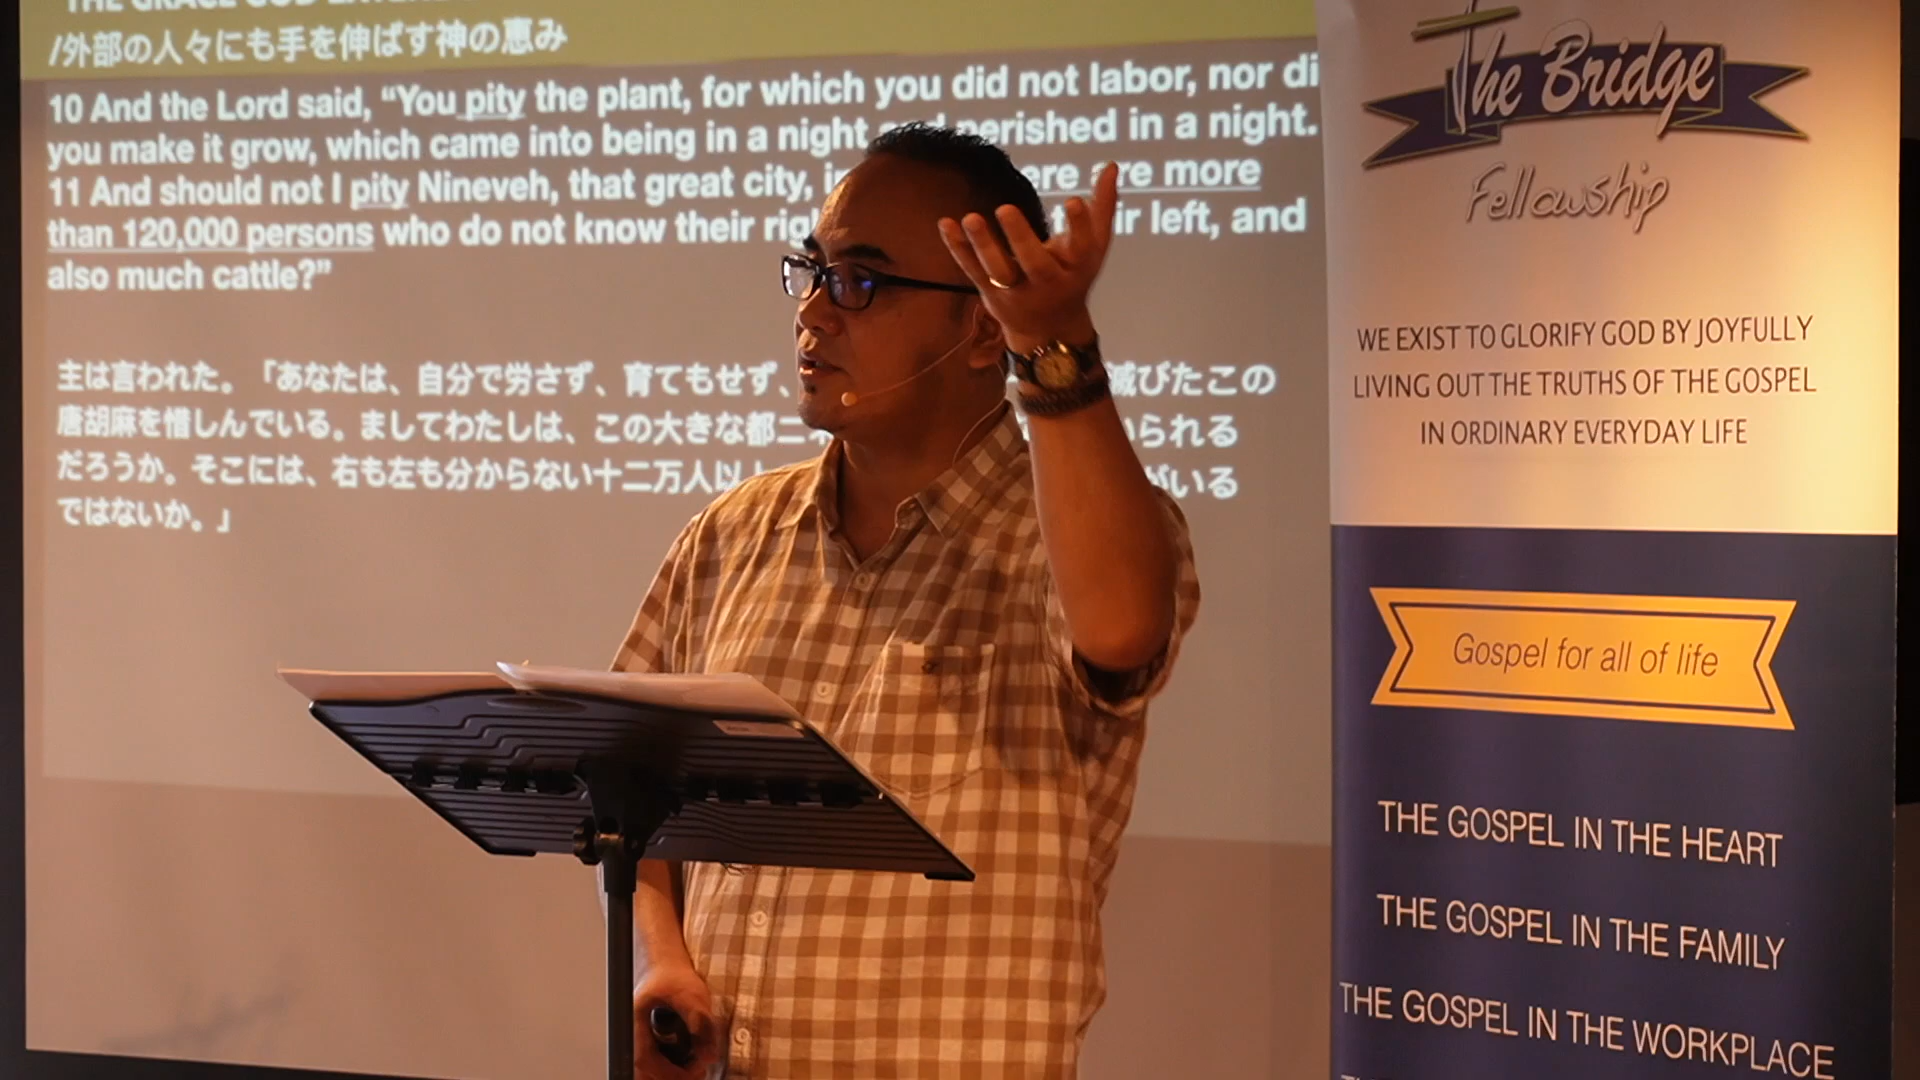 THE GRACE GOD
/外部の人々にも手を伸ばす神の恵み
10 And the Lord said, “You pity the plant, for which you did not labor, nor di
you make it grow, which came into being in a night and perished in a night.
11 And should not I pity Nineveh, that great city, in ere are more
than 120,000 persons who do not know their rig their left, and
also much cattle?”
主は言われた。「あなたは、自分で労さず、育てもせず、 滅びたこの
唐胡麻を惜しんでいる。ましてわたしは、この大きな都ニネ られる
だろうか。そこには、右も左も分からない十二万人以上 がいる
ではないか。」
The Bridge
Fellowship
WE EXIST TO GLORIFY GOD BY JOYFULLY
LIVING OUT THE TRUTHS OF THE GOSPEL
IN ORDINARY EVERYDAY LIFE
Gospel for all of life
THE GOSPEL IN THE HEART
THE GOSPEL IN THE FAMILY
THE GOSPEL IN THE WORKPLACE